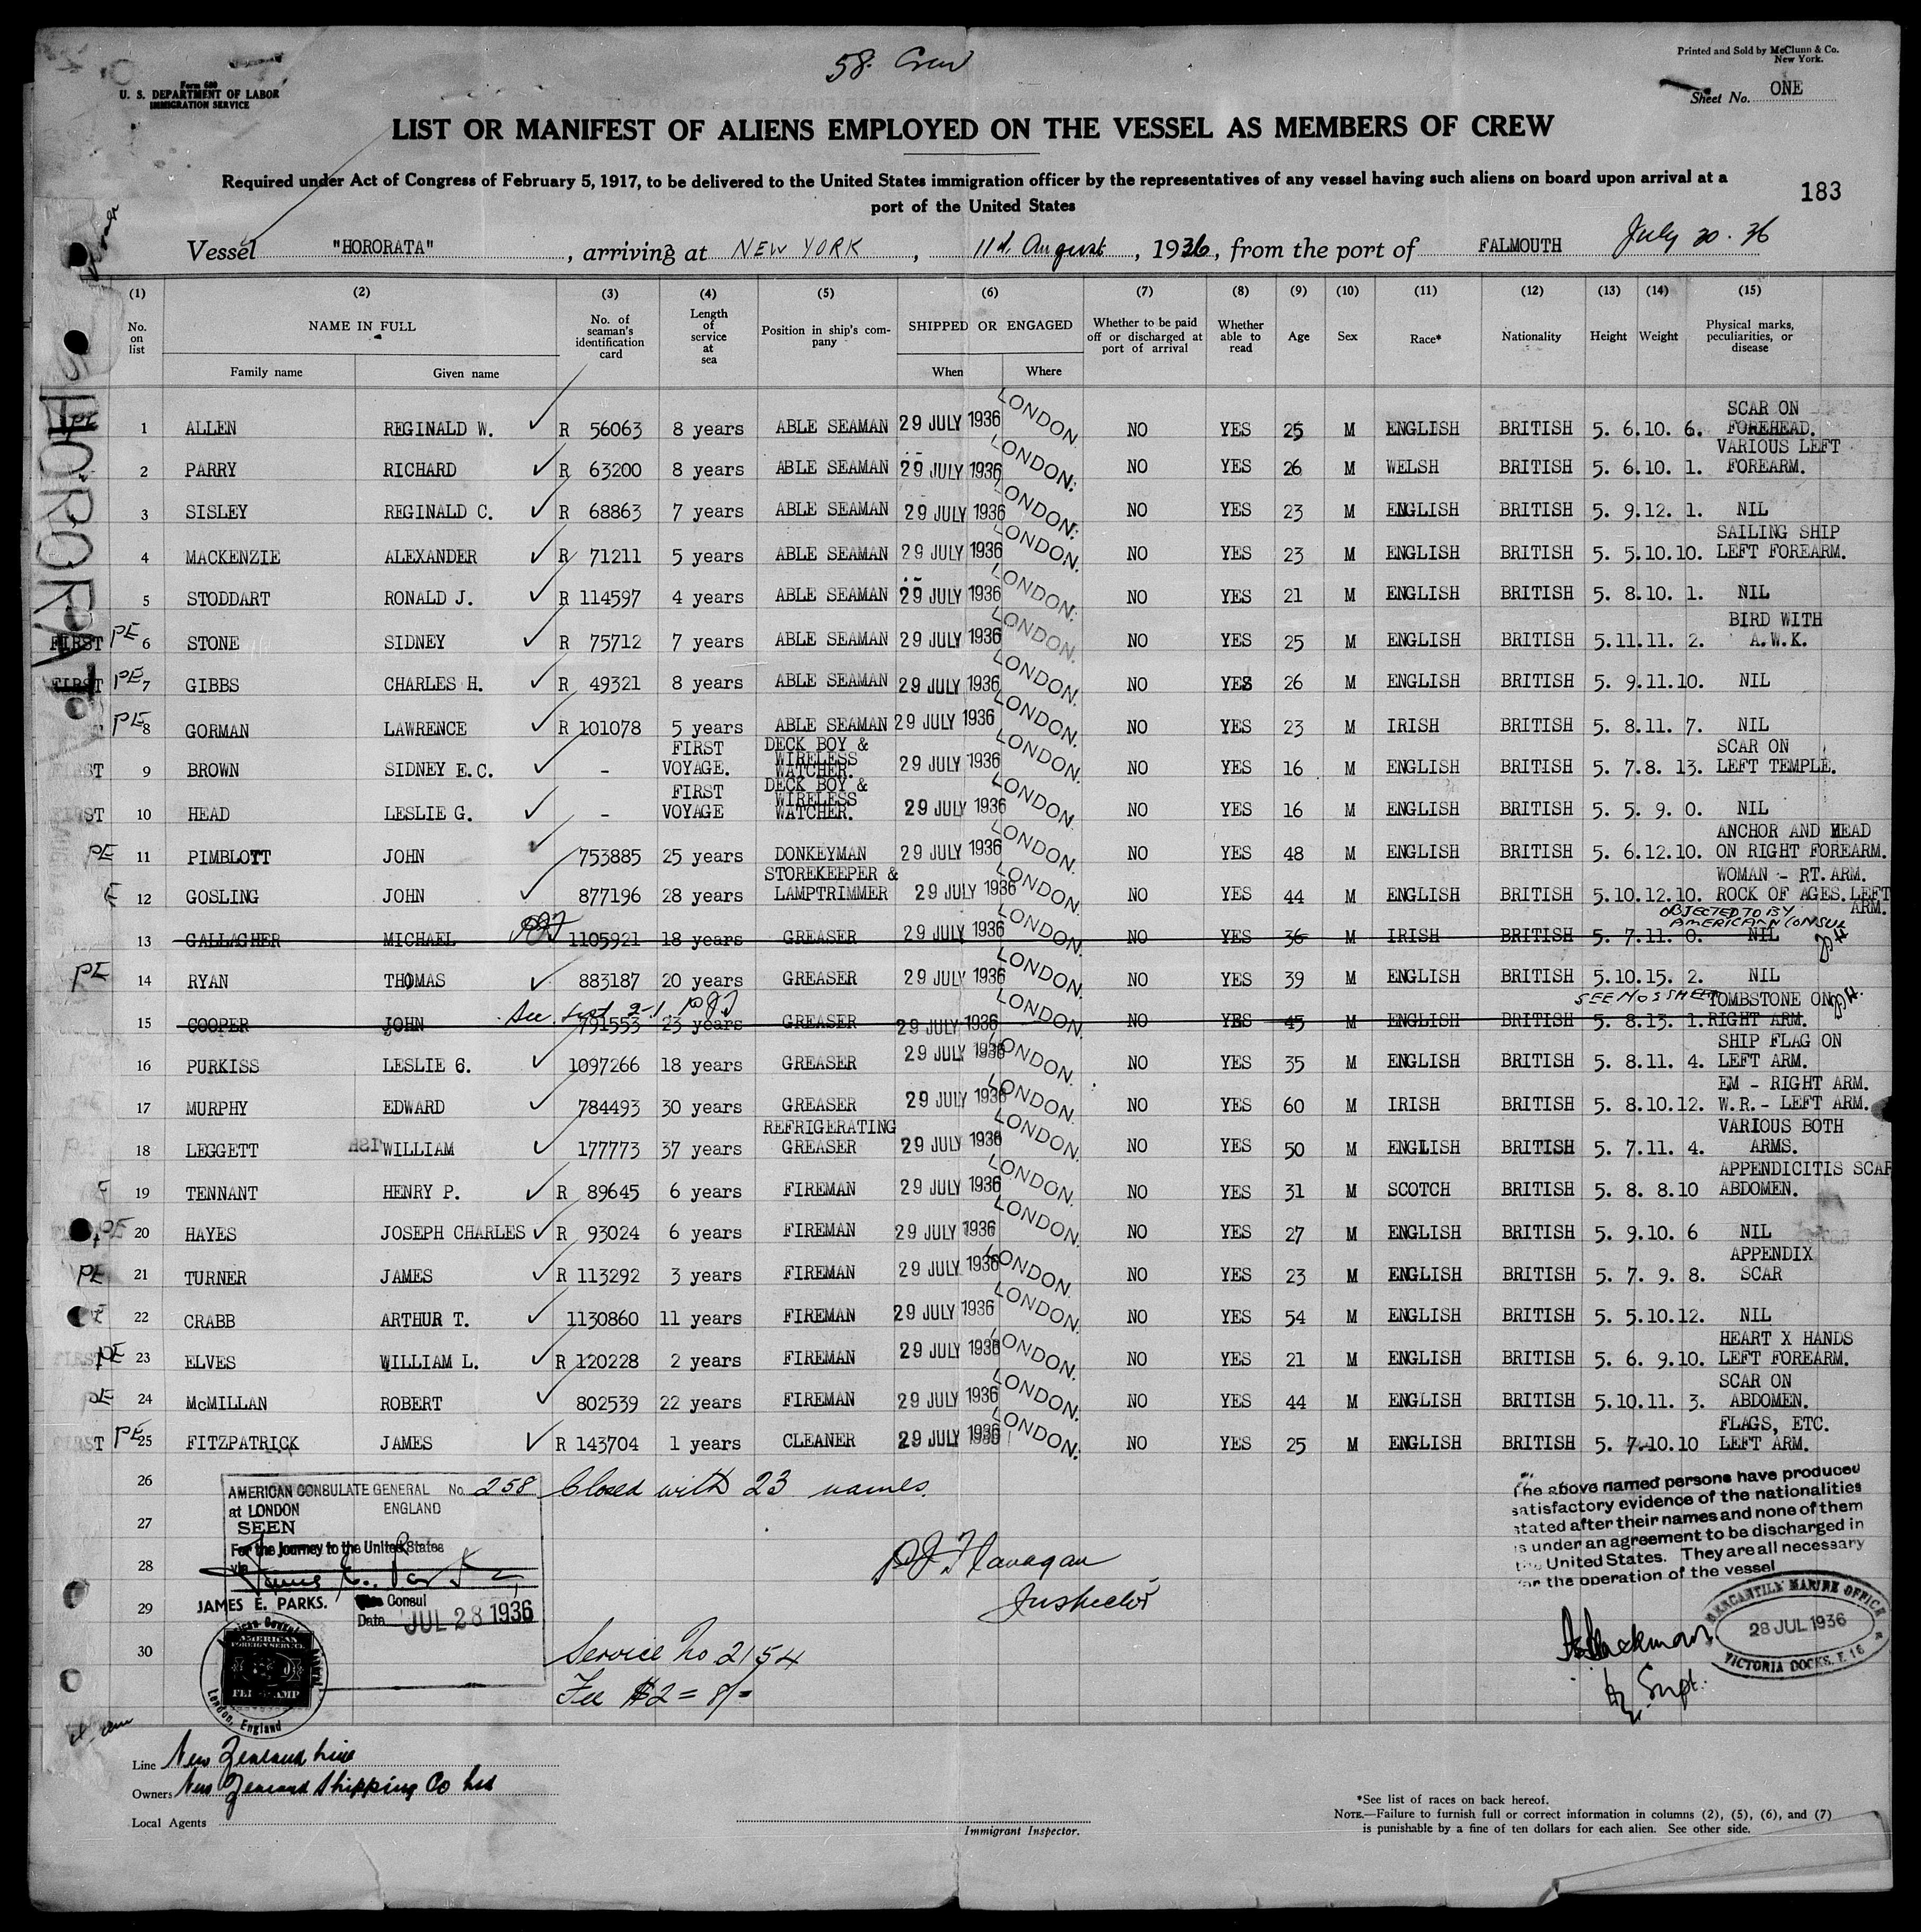 58 Crew
Printed and Sold by McClunn & Co.
New York.
Form 680
U. S. DEPARTMENT OF LABOR
IMMIGRATION SERVICE
Sheet No. ONE
LIST OR MANIFEST OF ALIENS EMPLOYED ON THE VESSEL AS MEMBERS OF CREW
Required under Act of Congress of February 5, 1917, to be delivered to the United States immigration officer by the representatives of any vessel having such aliens on board upon arrival at a
port of the United States
183
Vessel "HORORATA", arriving at NEW YORK, 11th August, 1936, from the port of FALMOUTH July 30 - 36
(1) (2) (3) (4) (5) (6) (7) (8) (9) (10) (11) (12) (13) (14) (15)
No. on list NAME IN FULL Family name Given name No. of seaman's identification card Length of service at sea Position in ship's company SHIPPED OR ENGAGED When Where Whether to be paid off or discharged at port of arrival Whether able to read Age Sex Race* Nationality Height Weight Physical marks, peculiarities, or disease
HORORATA
1 ALLEN REGINALD W. R 56063 8 years ABLE SEAMAN 29 JULY 1936 LONDON. NO YES 25 M ENGLISH BRITISH 5. 6. 10. 6. SCAR ON FOREHEAD.
2 PARRY RICHARD R 63200 8 years ABLE SEAMAN 29 JULY 1936 LONDON. NO YES 26 M WELSH BRITISH 5. 6. 10. 1. VARIOUS LEFT FOREARM.
3 SISLEY REGINALD C. R 68863 7 years ABLE SEAMAN 29 JULY 1936 LONDON. NO YES 23 M ENGLISH BRITISH 5. 9. 12. 1. NIL
4 MACKENZIE ALEXANDER R 71211 5 years ABLE SEAMAN 29 JULY 1936 LONDON. NO YES 23 M ENGLISH BRITISH 5. 5. 10. 10. SAILING SHIP LEFT FOREARM.
5 STODDART RONALD J. R 114597 4 years ABLE SEAMAN 29 JULY 1936 LONDON. NO YES 21 M ENGLISH BRITISH 5. 8. 10. 1. NIL
FIRST PE 6 STONE SIDNEY R 75712 7 years ABLE SEAMAN 29 JULY 1936 LONDON. NO YES 25 M ENGLISH BRITISH 5. 11. 11. 2. BIRD WITH A.W.K.
FIRST PE 7 GIBBS CHARLES H. R 49321 8 years ABLE SEAMAN 29 JULY 1936 LONDON. NO YES 26 M ENGLISH BRITISH 5. 9. 11. 10. NIL
PE 8 GORMAN LAWRENCE R 101078 5 years ABLE SEAMAN 29 JULY 1936 LONDON. NO YES 23 M IRISH BRITISH 5. 8. 11. 7. NIL
FIRST 9 BROWN SIDNEY E.C. - FIRST VOYAGE. DECK BOY & WIRELESS WATCHER. 29 JULY 1936 LONDON. NO YES 16 M ENGLISH BRITISH 5. 7. 8. 13. SCAR ON LEFT TEMPLE.
10 HEAD LESLIE G. - FIRST VOYAGE DECK BOY & WIRELESS WATCHER. 29 JULY 1936 LONDON. NO YES 16 M ENGLISH BRITISH 5. 5. 9. 0. NIL
PE 11 PIMBLOTT JOHN 753885 25 years DONKEYMAN 29 JULY 1936 LONDON. NO YES 48 M ENGLISH BRITISH 5. 6. 12. 10. ANCHOR AND HEAD ON RIGHT FOREARM.
12 GOSLING JOHN 877196 28 years STOREKEEPER & LAMPTRIMMER 29 JULY 1936 LONDON. NO YES 44 M ENGLISH BRITISH 5. 10. 12. 10. WOMAN - RT. ARM. ROCK OF AGES. LEFT ARM.
OBJECTED TO BY AMERICAN CONSUL
13 GALLAGHER MICHAEL 1105921 18 years GREASER 29 JULY 1936 LONDON. NO YES 36 M IRISH BRITISH 5. 7. 11. 0. NIL
PE 14 RYAN THOMAS 883187 20 years GREASER 29 JULY 1936 LONDON. NO YES 39 M ENGLISH BRITISH 5. 10. 15. 2. NIL
15 COOPER JOHN 791553 23 years GREASER 29 JULY 1936 LONDON. NO YES 45 M ENGLISH BRITISH 5. 8. 13. 1. TOMBSTONE ON RIGHT ARM.
16 PURKISS LESLIE G. 1097266 18 years GREASER 29 JULY 1936 LONDON. NO YES 35 M ENGLISH BRITISH 5. 8. 11. 4. SHIP FLAG ON LEFT ARM.
17 MURPHY EDWARD 784493 30 years GREASER 29 JULY 1936 LONDON. NO YES 60 M IRISH BRITISH 5. 8. 10. 12. EM - RIGHT ARM. W.R. - LEFT ARM.
18 LEGGETT WILLIAM 177773 37 years REFRIGERATING GREASER 29 JULY 1936 LONDON. NO YES 50 M ENGLISH BRITISH 5. 7. 11. 4. VARIOUS BOTH ARMS.
19 TENNANT HENRY P. R 89645 6 years FIREMAN 29 JULY 1936 LONDON. NO YES 31 M SCOTCH BRITISH 5. 8. 8.10 APPENDICITIS SCAR ABDOMEN.
PE 20 HAYES JOSEPH CHARLES R 93024 6 years FIREMAN 29 JULY 1936 LONDON. NO YES 27 M ENGLISH BRITISH 5. 9. 10. 6 NIL
PE 21 TURNER JAMES R 113292 3 years FIREMAN 29 JULY 1936 LONDON. NO YES 23 M ENGLISH BRITISH 5. 7. 9. 8. APPENDIX SCAR
22 CRABB ARTHUR T. 1130860 11 years FIREMAN 29 JULY 1936 LONDON. NO YES 54 M ENGLISH BRITISH 5. 5. 10. 12. NIL
PE 23 ELVES WILLIAM L. R 120228 2 years FIREMAN 29 JULY 1936 LONDON. NO YES 21 M ENGLISH BRITISH 5. 6. 9. 10. HEART X HANDS LEFT FOREARM.
PE 24 McMILLAN ROBERT 802539 22 years FIREMAN 29 JULY 1936 LONDON. NO YES 44 M ENGLISH BRITISH 5. 10. 11. 3. SCAR ON ABDOMEN.
FIRST PE 25 FITZPATRICK JAMES R 143704 1 years CLEANER 29 JULY 1936 LONDON. NO YES 25 M ENGLISH BRITISH 5. 7. 10. 10 FLAGS, ETC. LEFT ARM.
26
27
28
29
30
AMERICAN CONSULATE GENERAL No. 258
at LONDON ENGLAND
SEEN
For the journey to the United States
via
JAMES E. PARKS. Vice Consul
Date JUL 28 1936
American Consulate General
AMERICAN
FOREIGN SERVICE
FEE STAMP
London, England
Closed with 23 names
P J Flanagan
Inspector
Service No 2154
Fee $2 = 8/=
The above named persons have produced
satisfactory evidence of the nationalities
stated after their names and none of them
is under an agreement to be discharged in
the United States. They are all necessary
for the operation of the vessel
MERCANTILE MARINE OFFICE
28 JUL 1936
VICTORIA DOCKS. E 16
Supt.
Line New Zealand Line
Owners New Zealand Shipping Co Ltd
Local Agents
Immigrant Inspector.
*See list of races on back hereof.
NOTE.—Failure to furnish full or correct information in columns (2), (5), (6), and (7)
is punishable by a fine of ten dollars for each alien. See other side.